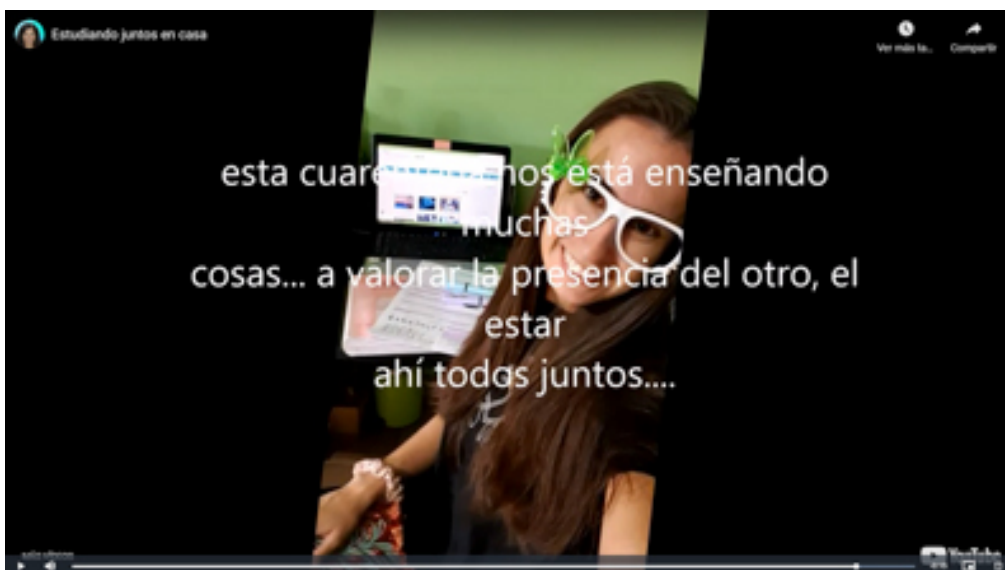 Estudiando juntos en casa
Ver más ta...
Compartir
esta nos está enseñando
muchas
cosas... a valorar la presencia del otro, el
estar
ahí todos juntos....
YouTube